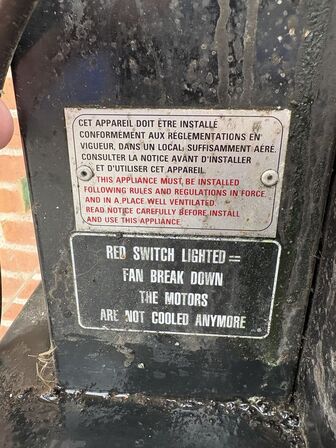 CET APPAREIL DOIT ÊTRE INSTALLÉ
CONFORMÉMENT AUX RÉGLEMENTATIONS EN
VIGUEUR, DANS UN LOCAL SUFFISAMMENT AÉRÉ.
CONSULTER LA NOTICE AVANT D'INSTALLER
ET D'UTILISER CET APPAREIL.
THIS APPLIANCE MUST BE INSTALLED
FOLLOWING RULES AND REGULATIONS IN FORCE,
AND IN A PLACE WELL VENTILATED.
READ NOTICE CAREFULLY BEFORE INSTALL
AND USE THIS APPLIANCE.
RED SWITCH LIGHTED =
FAN BREAK DOWN
THE MOTORS
ARE NOT COOLED ANYMORE